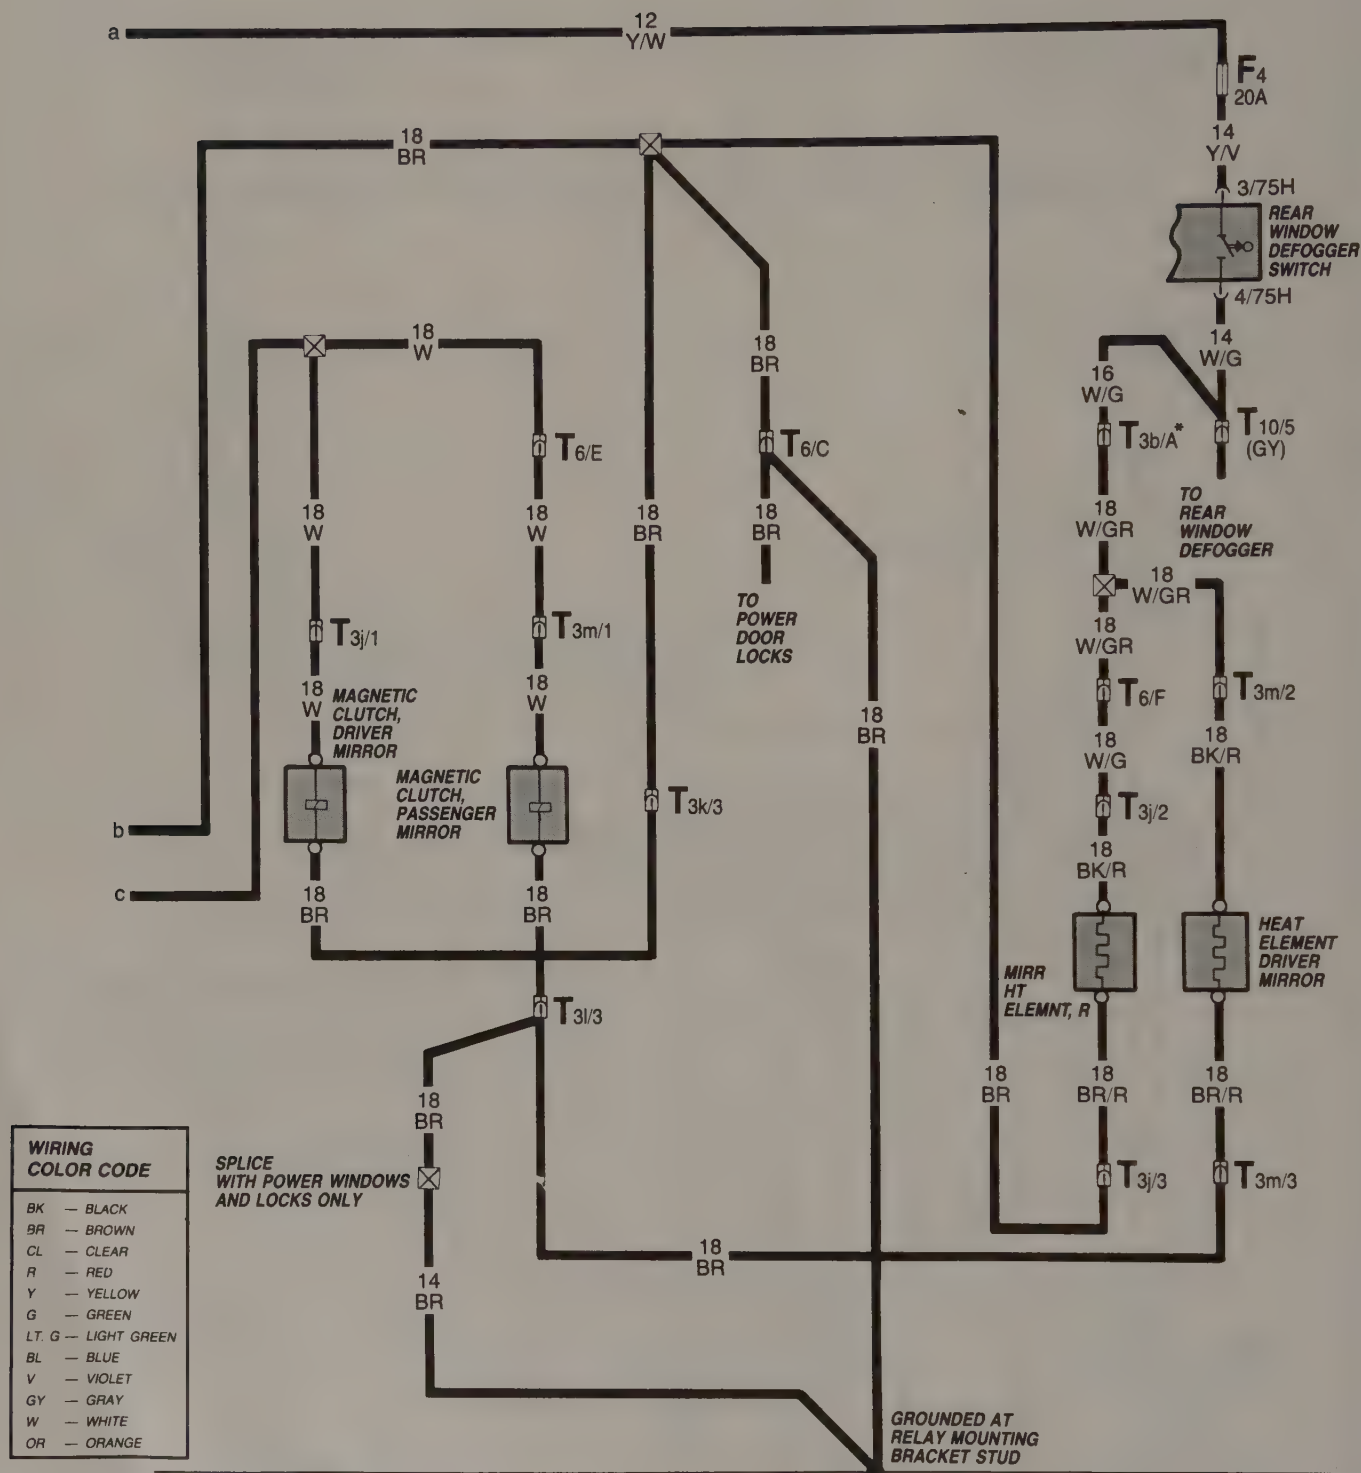 a
12
Y/W
F4
20A
14
Y/V
3/75H
REAR
WINDOW
DEFOGGER
SWITCH
4/75H
18
BR
18
W
18
BR
14
W/G
16
W/G
T6/E
T6/C
T3b/A*
T10/5
(GY)
18
W
18
W
18
BR
18
BR
18
W/GR
TO
REAR
WINDOW
DEFOGGER
18
W/GR
TO
POWER
DOOR
LOCKS
T3j/1
T3m/1
18
W/GR
T6/F
T3m/2
18
W
MAGNETIC
CLUTCH,
DRIVER
MIRROR
18
W
18
BR
18
W/G
18
BK/R
MAGNETIC
CLUTCH,
PASSENGER
MIRROR
T3k/3
T3j/2
b
c
18
BK/R
18
BR
18
BR
HEAT
ELEMENT
DRIVER
MIRROR
MIRR
HT
ELEMNT, R
T3l/3
18
BR
18
BR
18
BR/R
18
BR/R
SPLICE
WITH POWER WINDOWS
AND LOCKS ONLY
T3j/3
T3m/3
18
BR
14
BR
GROUNDED AT
RELAY MOUNTING
BRACKET STUD
WIRING
COLOR CODE
BK — BLACK
BR — BROWN
CL — CLEAR
R — RED
Y — YELLOW
G — GREEN
LT. G — LIGHT GREEN
BL — BLUE
V — VIOLET
GY — GRAY
W — WHITE
OR — ORANGE